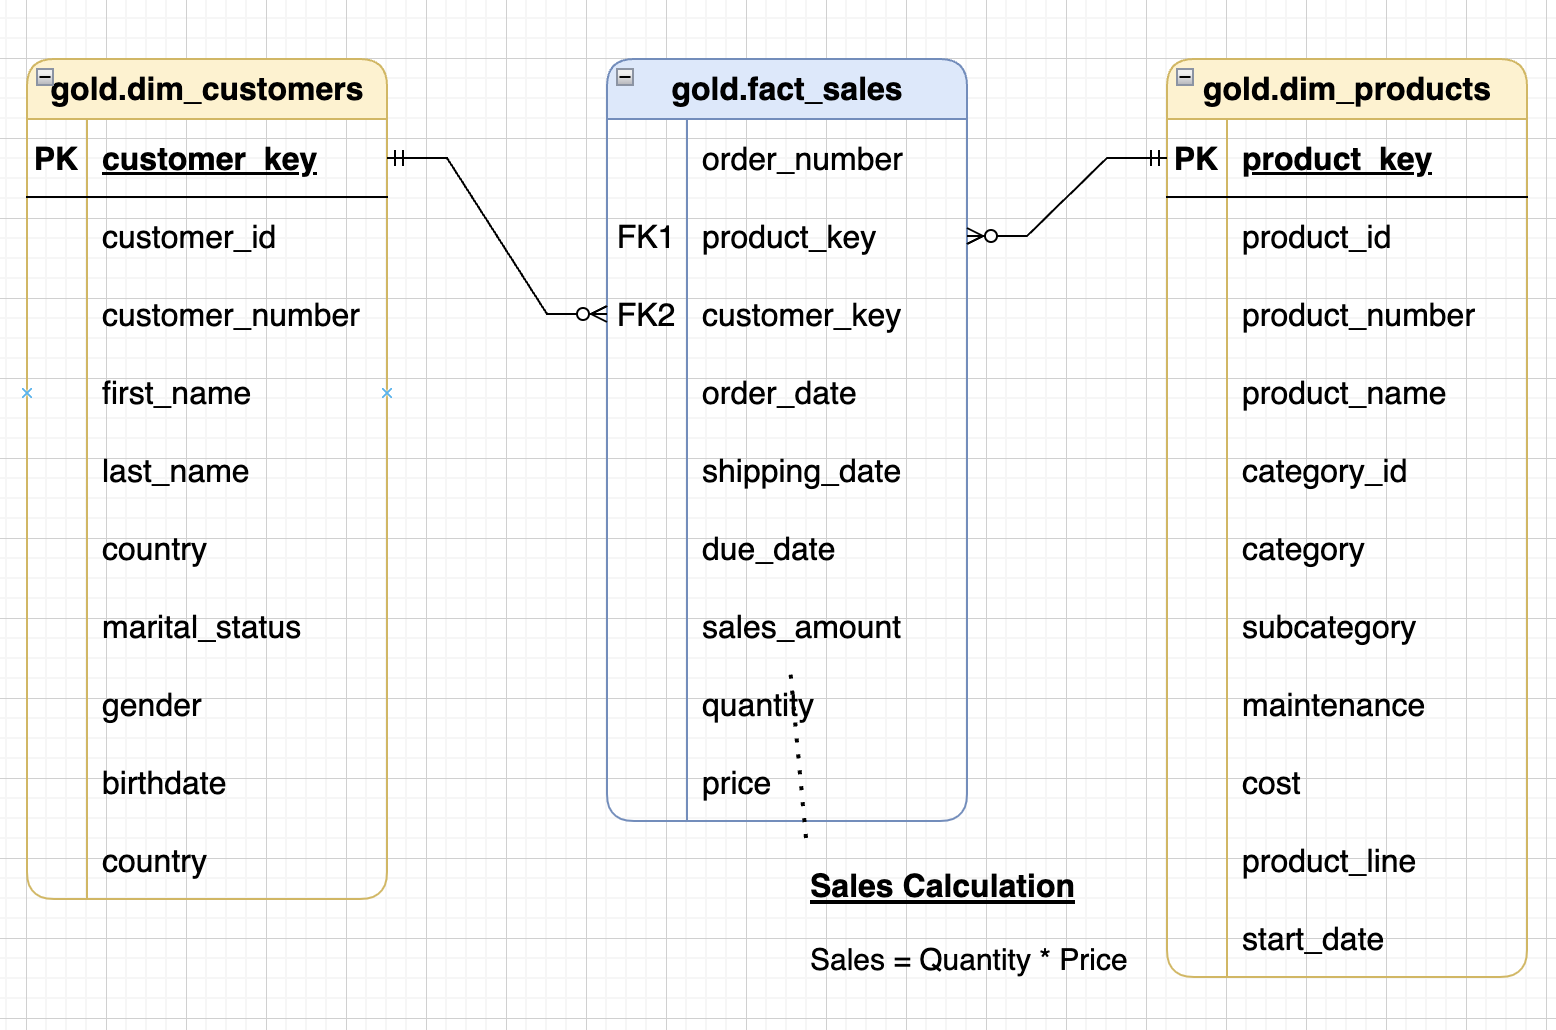 gold.dim_customers
PK customer_key
customer_id
customer_number
first_name
last_name
country
marital_status
gender
birthdate
country
gold.fact_sales
order_number
FK1 product_key
FK2 customer_key
order_date
shipping_date
due_date
sales_amount
quantity
price
Sales Calculation
Sales = Quantity * Price
gold.dim_products
PK product_key
product_id
product_number
product_name
category_id
category
subcategory
maintenance
cost
product_line
start_date